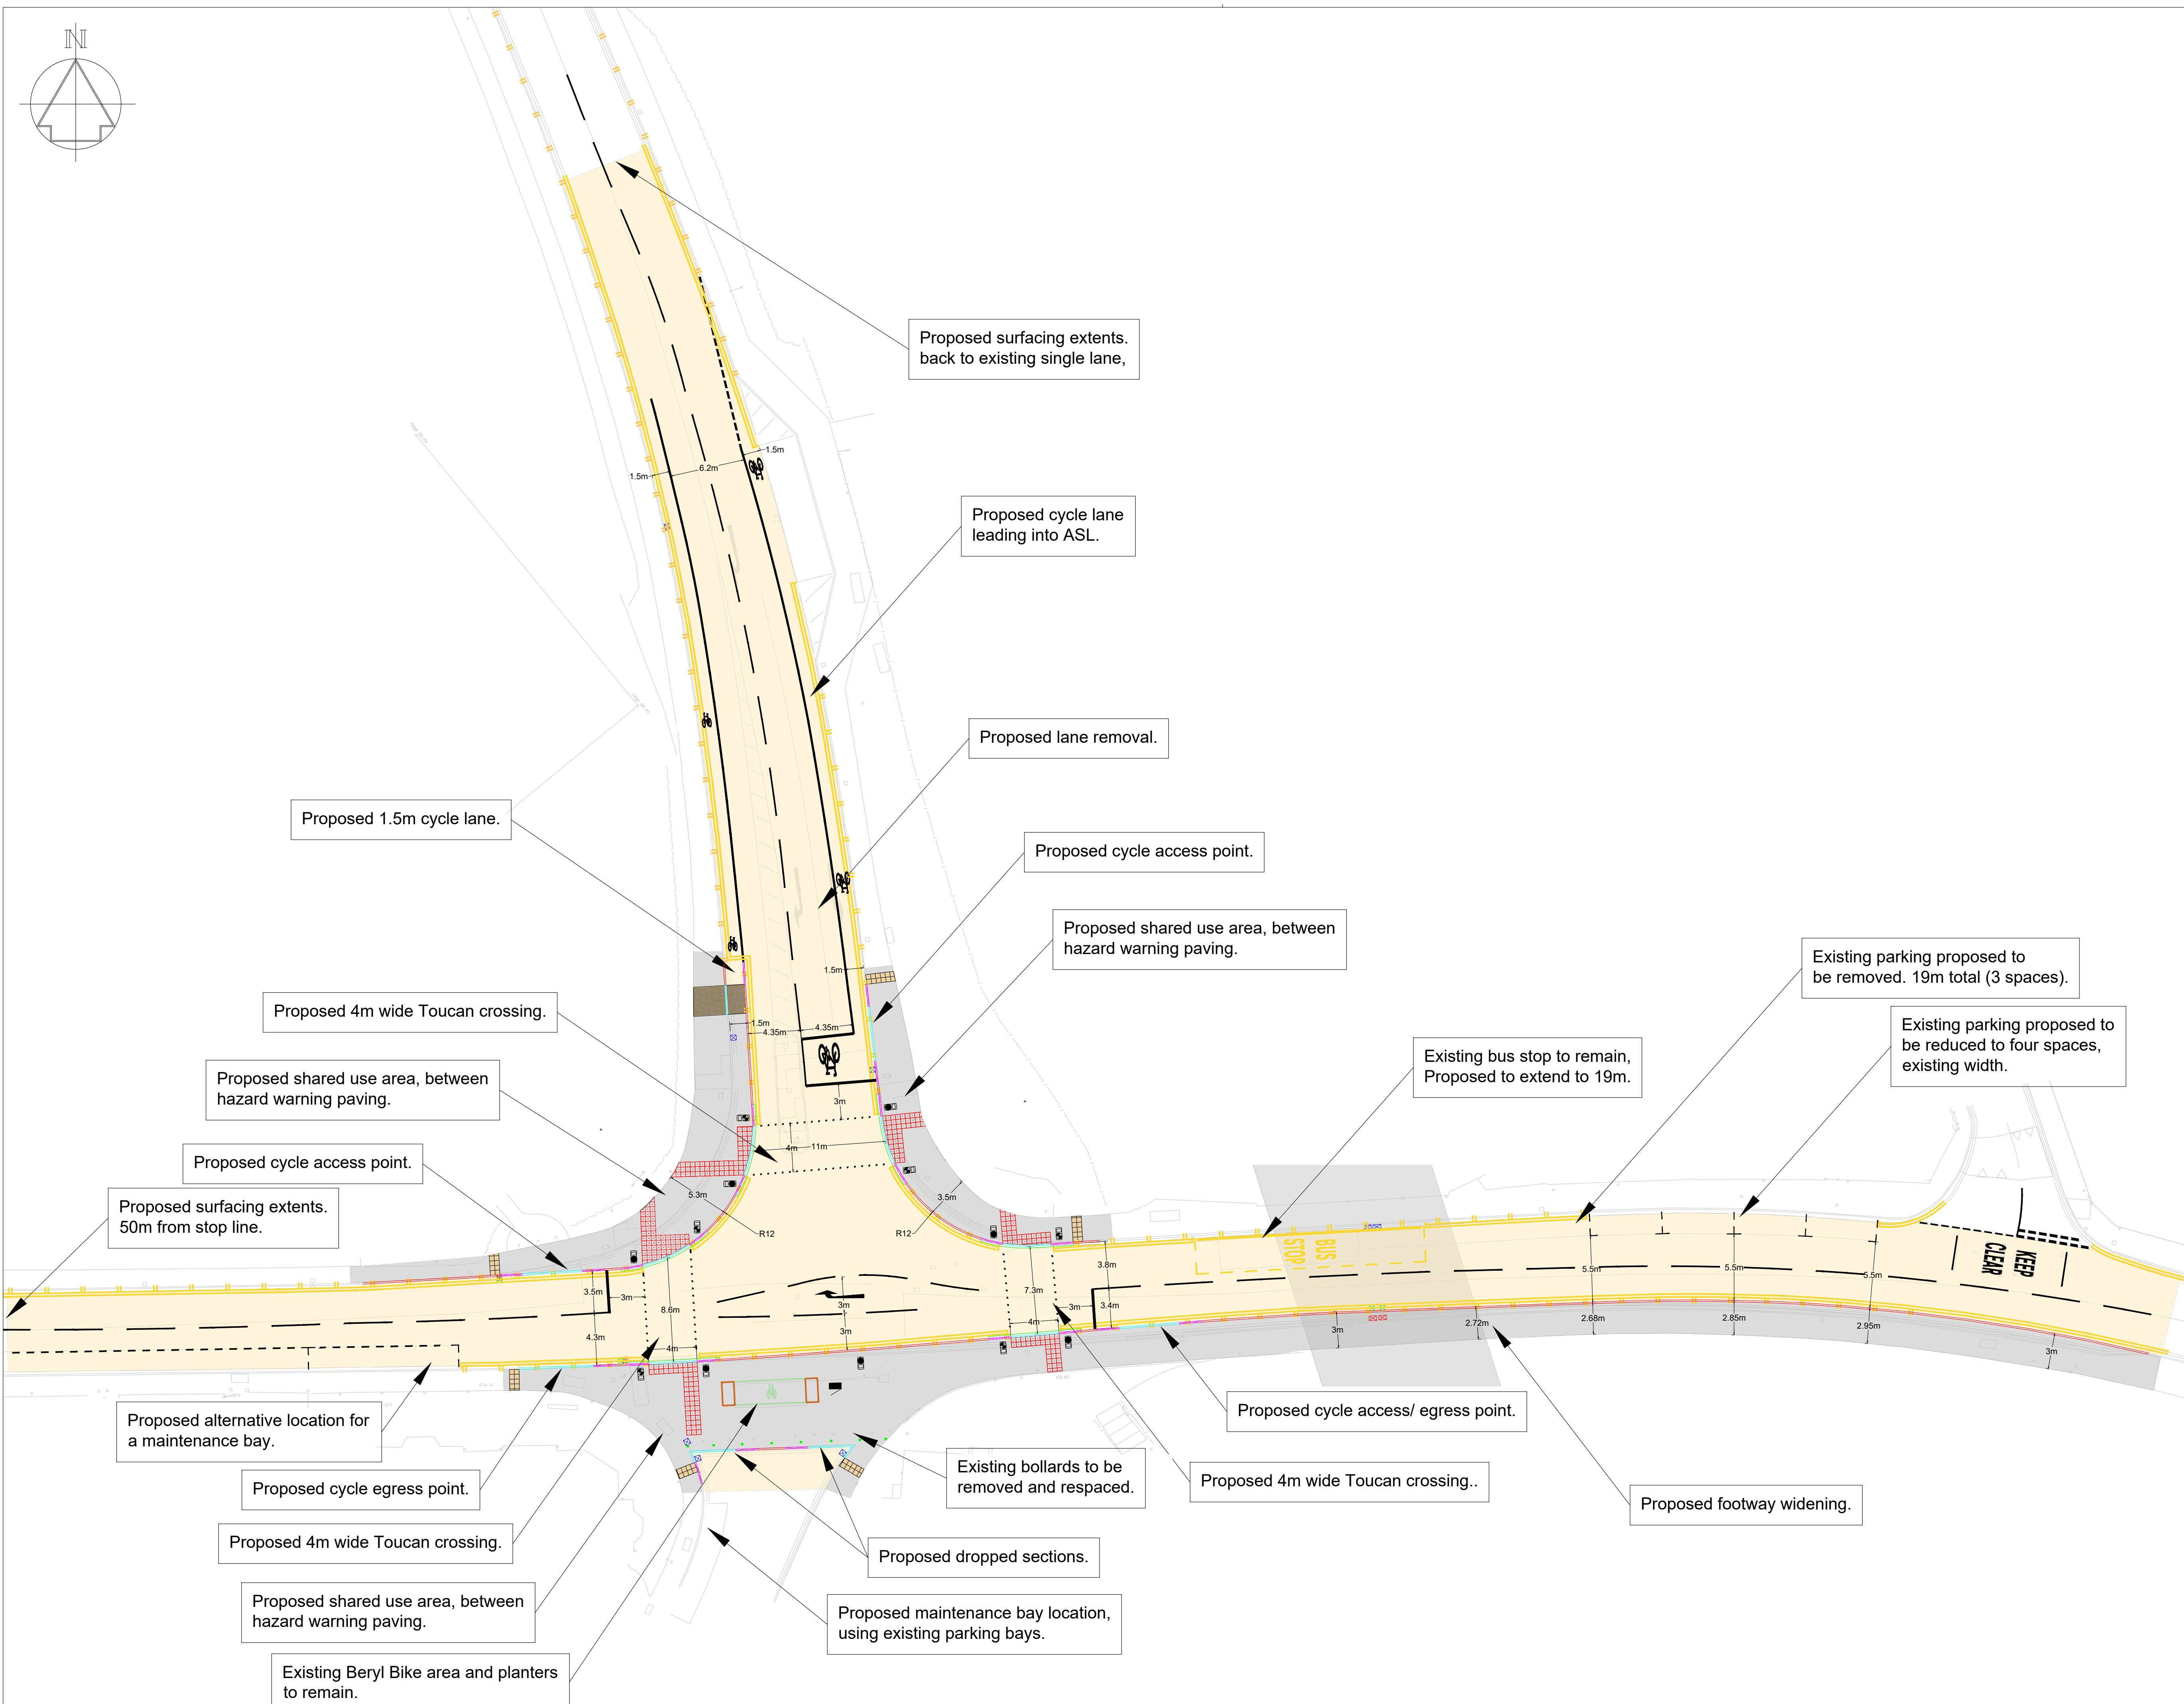 N
Proposed surfacing extents.
back to existing single lane,
1.5m
6.2m
1.5m
Proposed cycle lane
leading into ASL.
Proposed lane removal.
Proposed 1.5m cycle lane.
Proposed cycle access point.
Proposed shared use area, between
hazard warning paving.
Existing parking proposed to
be removed. 19m total (3 spaces).
1.5m
Proposed 4m wide Toucan crossing.
Existing parking proposed to
be reduced to four spaces,
existing width.
1.5m
4.35m
4.35m
Existing bus stop to remain,
Proposed to extend to 19m.
Proposed shared use area, between
hazard warning paving.
3m
4m
11m
Proposed cycle access point.
5.3m
3.5m
Proposed surfacing extents.
50m from stop line.
R12
R12
BUS
STOP
KEEP
CLEAR
3.8m
5.5m
5.5m
5.5m
3.5m
3m
8.6m
3m
7.3m
3m
3.4m
4.3m
4m
3m
4m
3m
2.72m
2.68m
2.85m
2.95m
3m
Proposed alternative location for
a maintenance bay.
Proposed cycle access/ egress point.
Proposed cycle egress point.
Existing bollards to be
removed and respaced.
Proposed 4m wide Toucan crossing..
Proposed footway widening.
Proposed 4m wide Toucan crossing.
Proposed dropped sections.
Proposed shared use area, between
hazard warning paving.
Proposed maintenance bay location,
using existing parking bays.
Existing Beryl Bike area and planters
to remain.